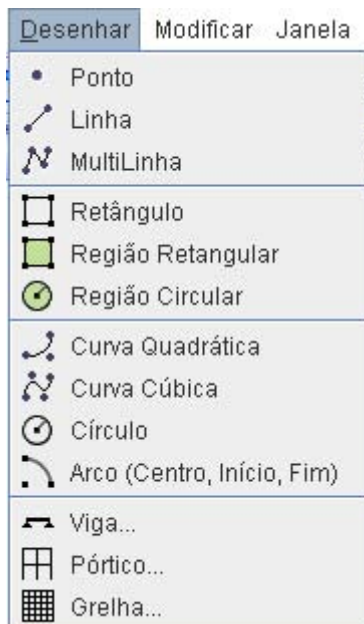 Desenhar Modificar Janela
Ponto
Linha
MultiLinha
Retângulo
Região Retangular
Região Circular
Curva Quadrática
Curva Cúbica
Círculo
Arco (Centro, Início, Fim)
Viga...
Pórtico...
Grelha...